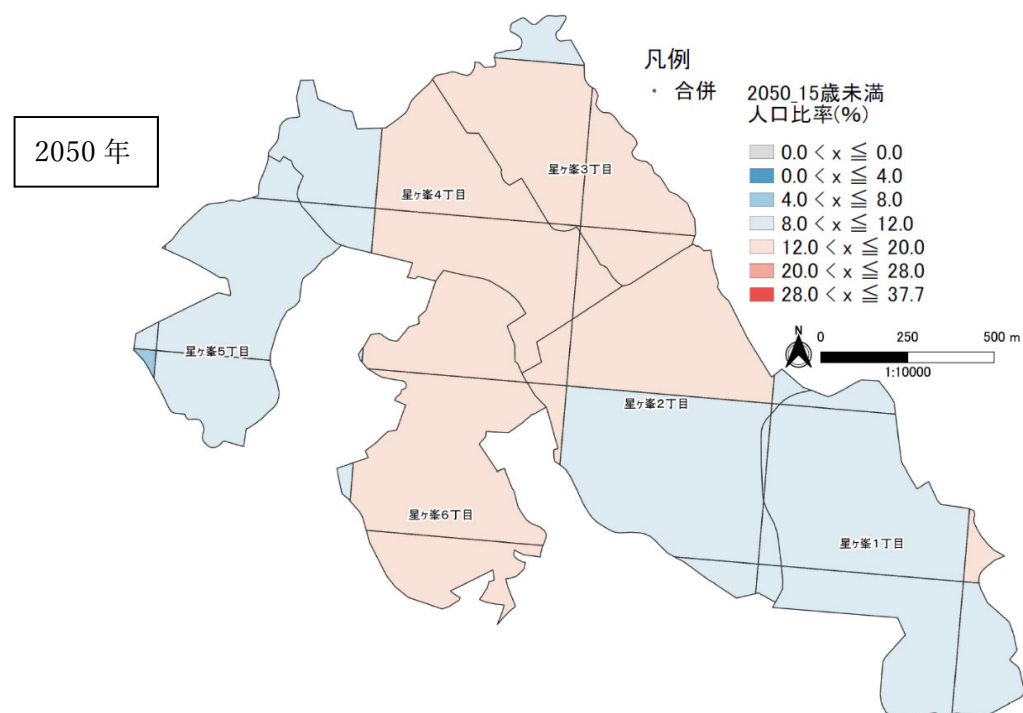 2050 年
凡例
・ 合併
2050_15歳未満
人口比率(%)
0.0 < x ≦ 0.0
0.0 < x ≦ 4.0
4.0 < x ≦ 8.0
8.0 < x ≦ 12.0
12.0 < x ≦ 20.0
20.0 < x ≦ 28.0
28.0 < x ≦ 37.7
N
0 250 500 m
1:10000
星ヶ峯3丁目
星ヶ峯4丁目
星ヶ峯5丁目
星ヶ峯2丁目
星ヶ峯6丁目
星ヶ峯1丁目